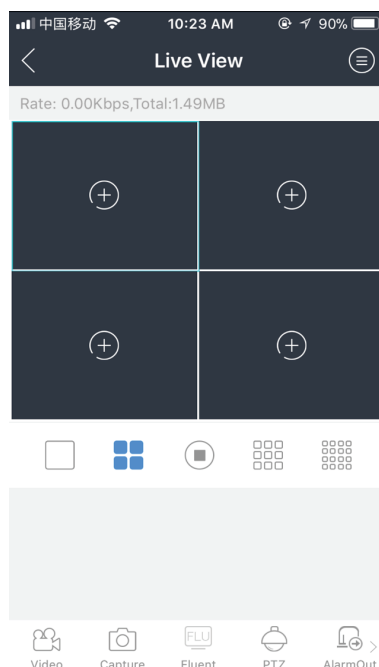 中国移动 10:23 AM 90%
Live View
Rate: 0.00Kbps,Total:1.49MB
FLU
Video Capture Fluent PTZ AlarmOut